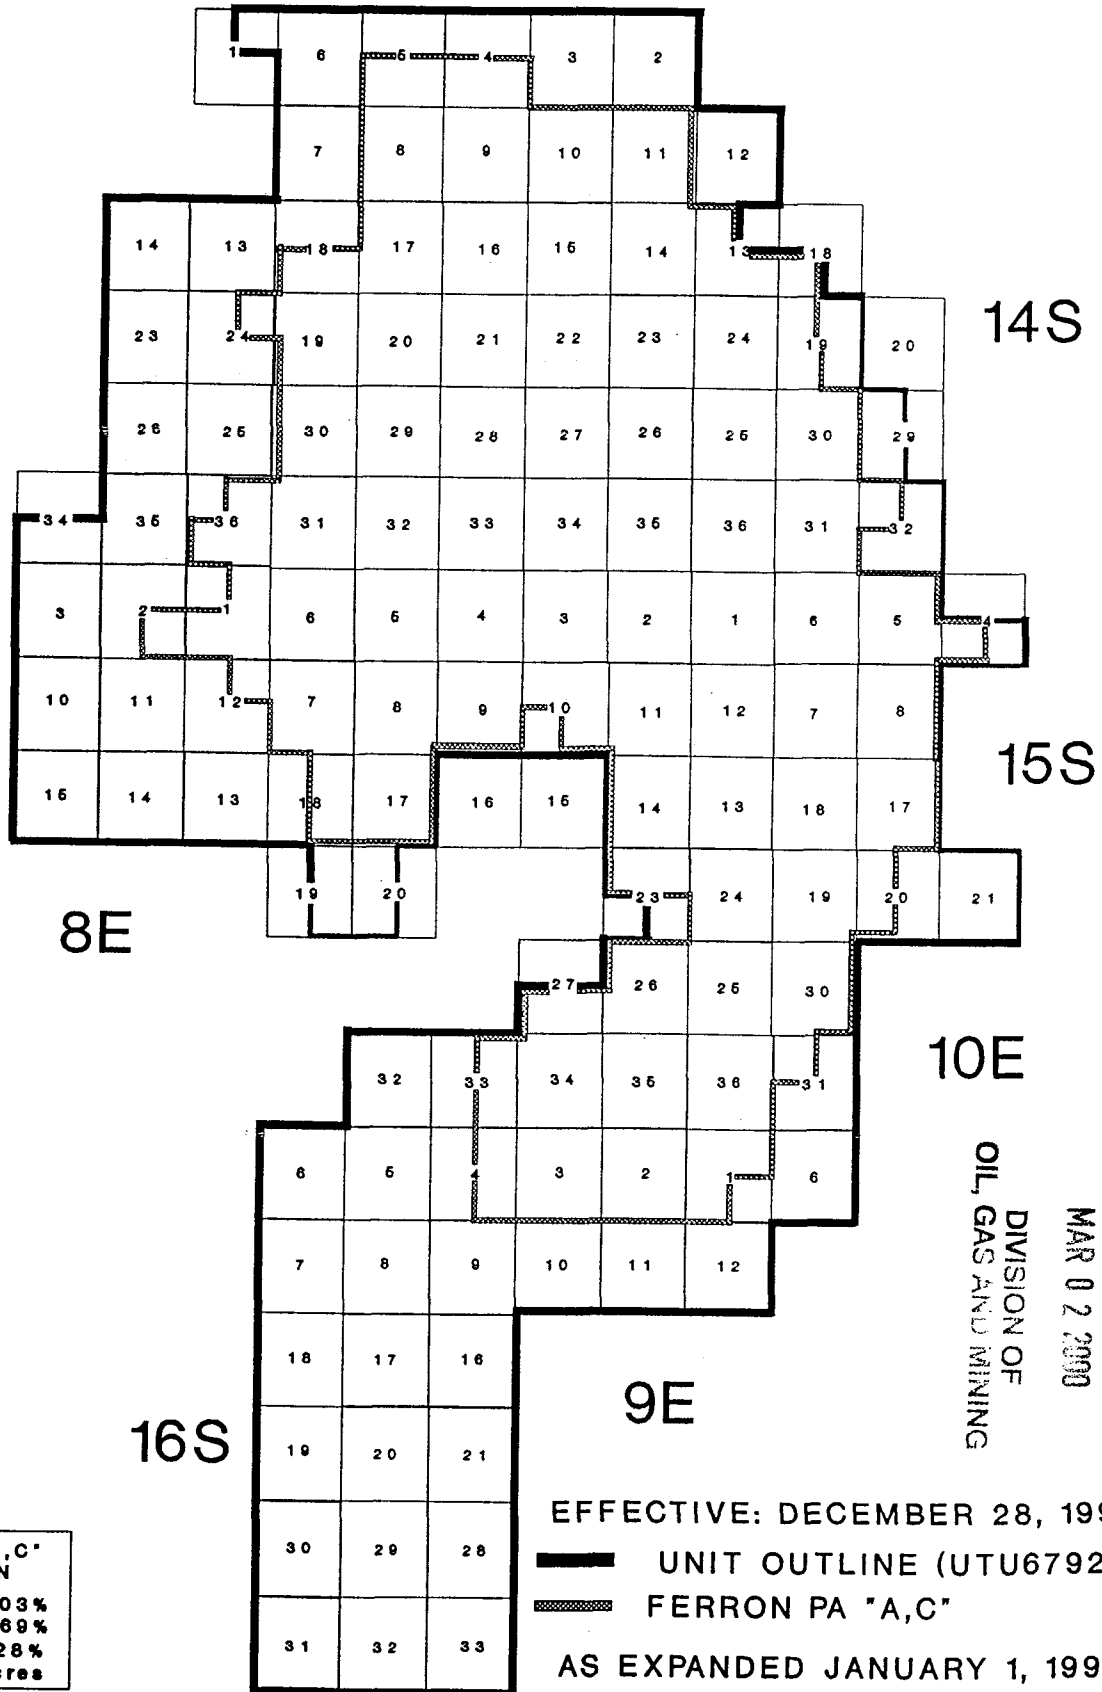 1 6 5 4 3 2
7 8 9 10 11 12
14 13 18 17 16 15 14 13 18
14S
23 24 19 20 21 22 23 24 19 20
26 25 30 29 28 27 26 25 30 29
34 35 36 31 32 33 34 35 36 31 32
3 2 1 6 5 4 3 2 1 6 5 4
10 11 12 7 8 9 10 11 12 7 8
15S
15 14 13 18 17 16 15 14 13 18 17
19 20 23 24 19 20 21
8E
27 26 25 30
10E
32 33 34 35 36 31
6 5 4 3 2 1 6
7 8 9 10 11 12
MAR 02 2000
DIVISION OF
OIL, GAS AND MINING
18 17 16
9E
16S
19 20 21
30 29 28
31 32 33
,C"
N
03%
69%
28%
cres
EFFECTIVE: DECEMBER 28, 199
UNIT OUTLINE (UTU6792
FERRON PA "A,C"
AS EXPANDED JANUARY 1, 199